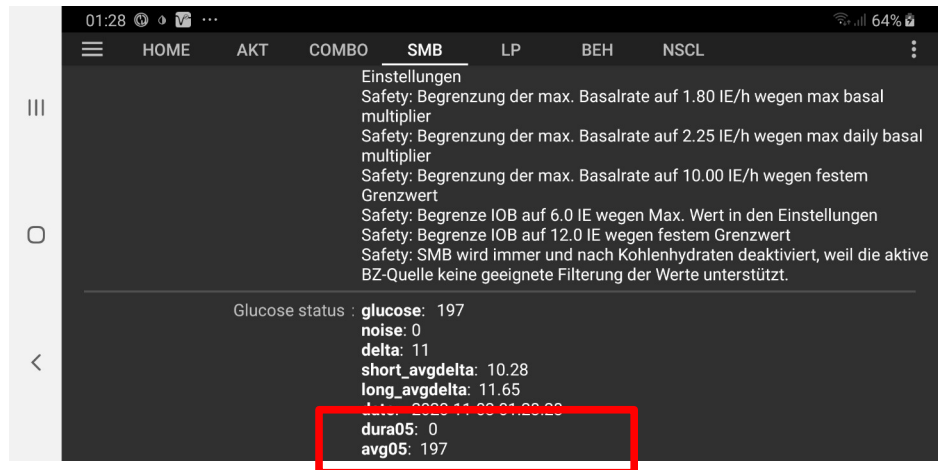 01:28 ... 64%
HOME AKT COMBO SMB LP BEH NSCL
Einstellungen
Safety: Begrenzung der max. Basalrate auf 1.80 IE/h wegen max basal
multiplier
Safety: Begrenzung der max. Basalrate auf 2.25 IE/h wegen max daily basal
multiplier
Safety: Begrenzung der max. Basalrate auf 10.00 IE/h wegen festem
Grenzwert
Safety: Begrenze IOB auf 6.0 IE wegen Max. Wert in den Einstellungen
Safety: Begrenze IOB auf 12.0 IE wegen festem Grenzwert
Safety: SMB wird immer und nach Kohlenhydraten deaktiviert, weil die aktive
BZ-Quelle keine geeignete Filterung der Werte unterstützt.
Glucose status : glucose: 197
noise: 0
delta: 11
short_avgdelta: 10.28
long_avgdelta: 11.65
dura05: 0
avg05: 197